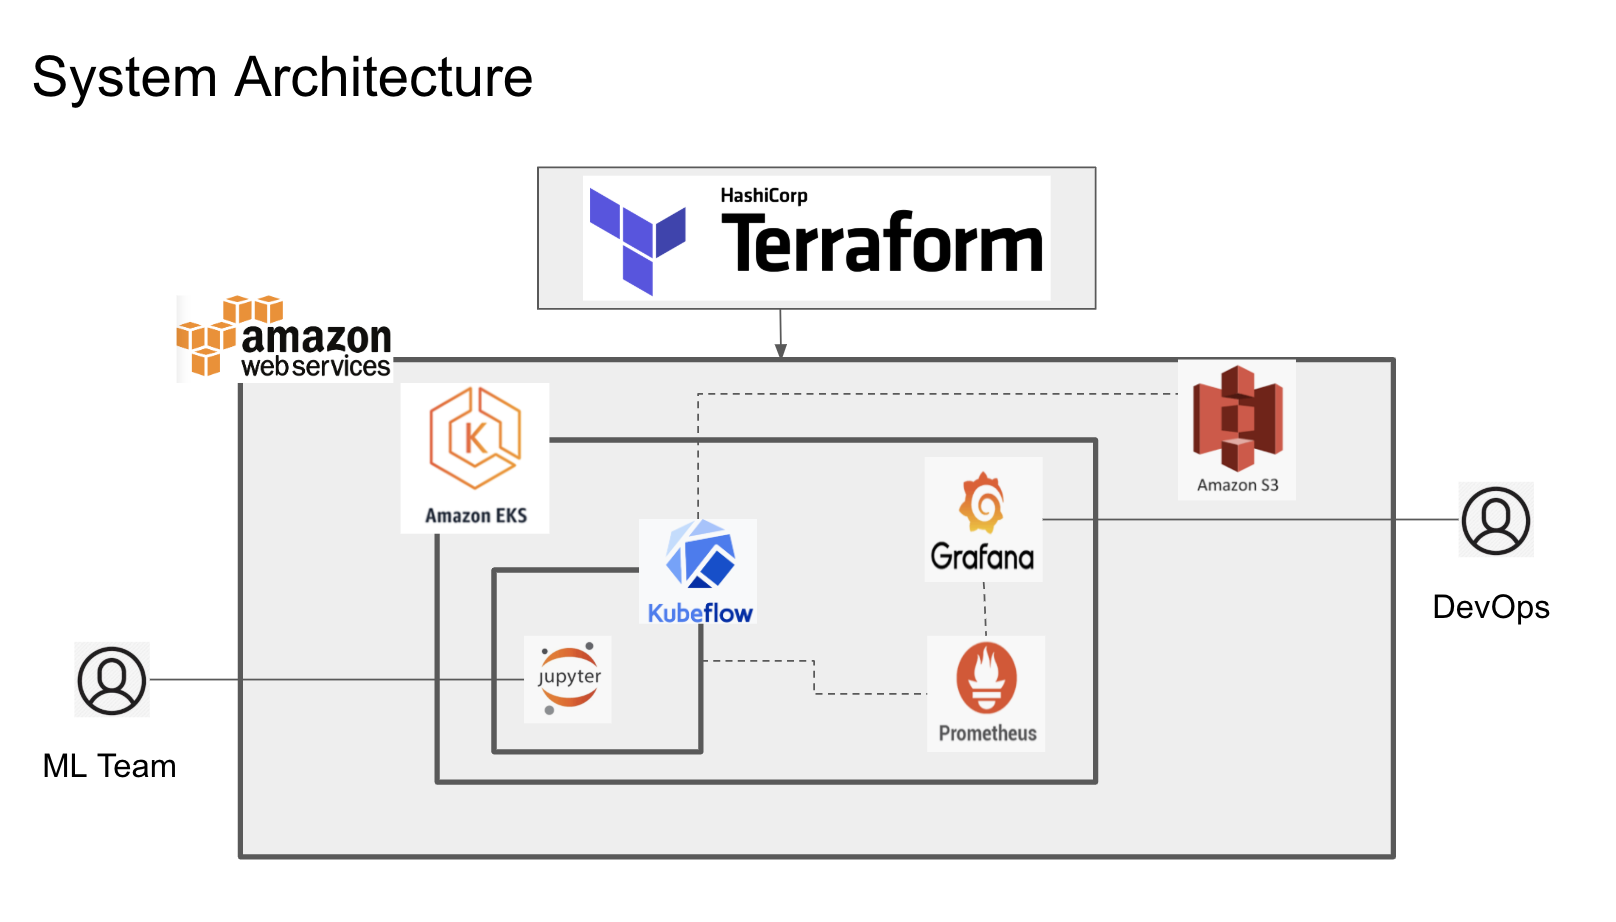 System Architecture
HashiCorp
Terraform
amazon
web services
K
Amazon EKS
Amazon S3
Grafana
Kubeflow
DevOps
jupyter
Prometheus
ML Team